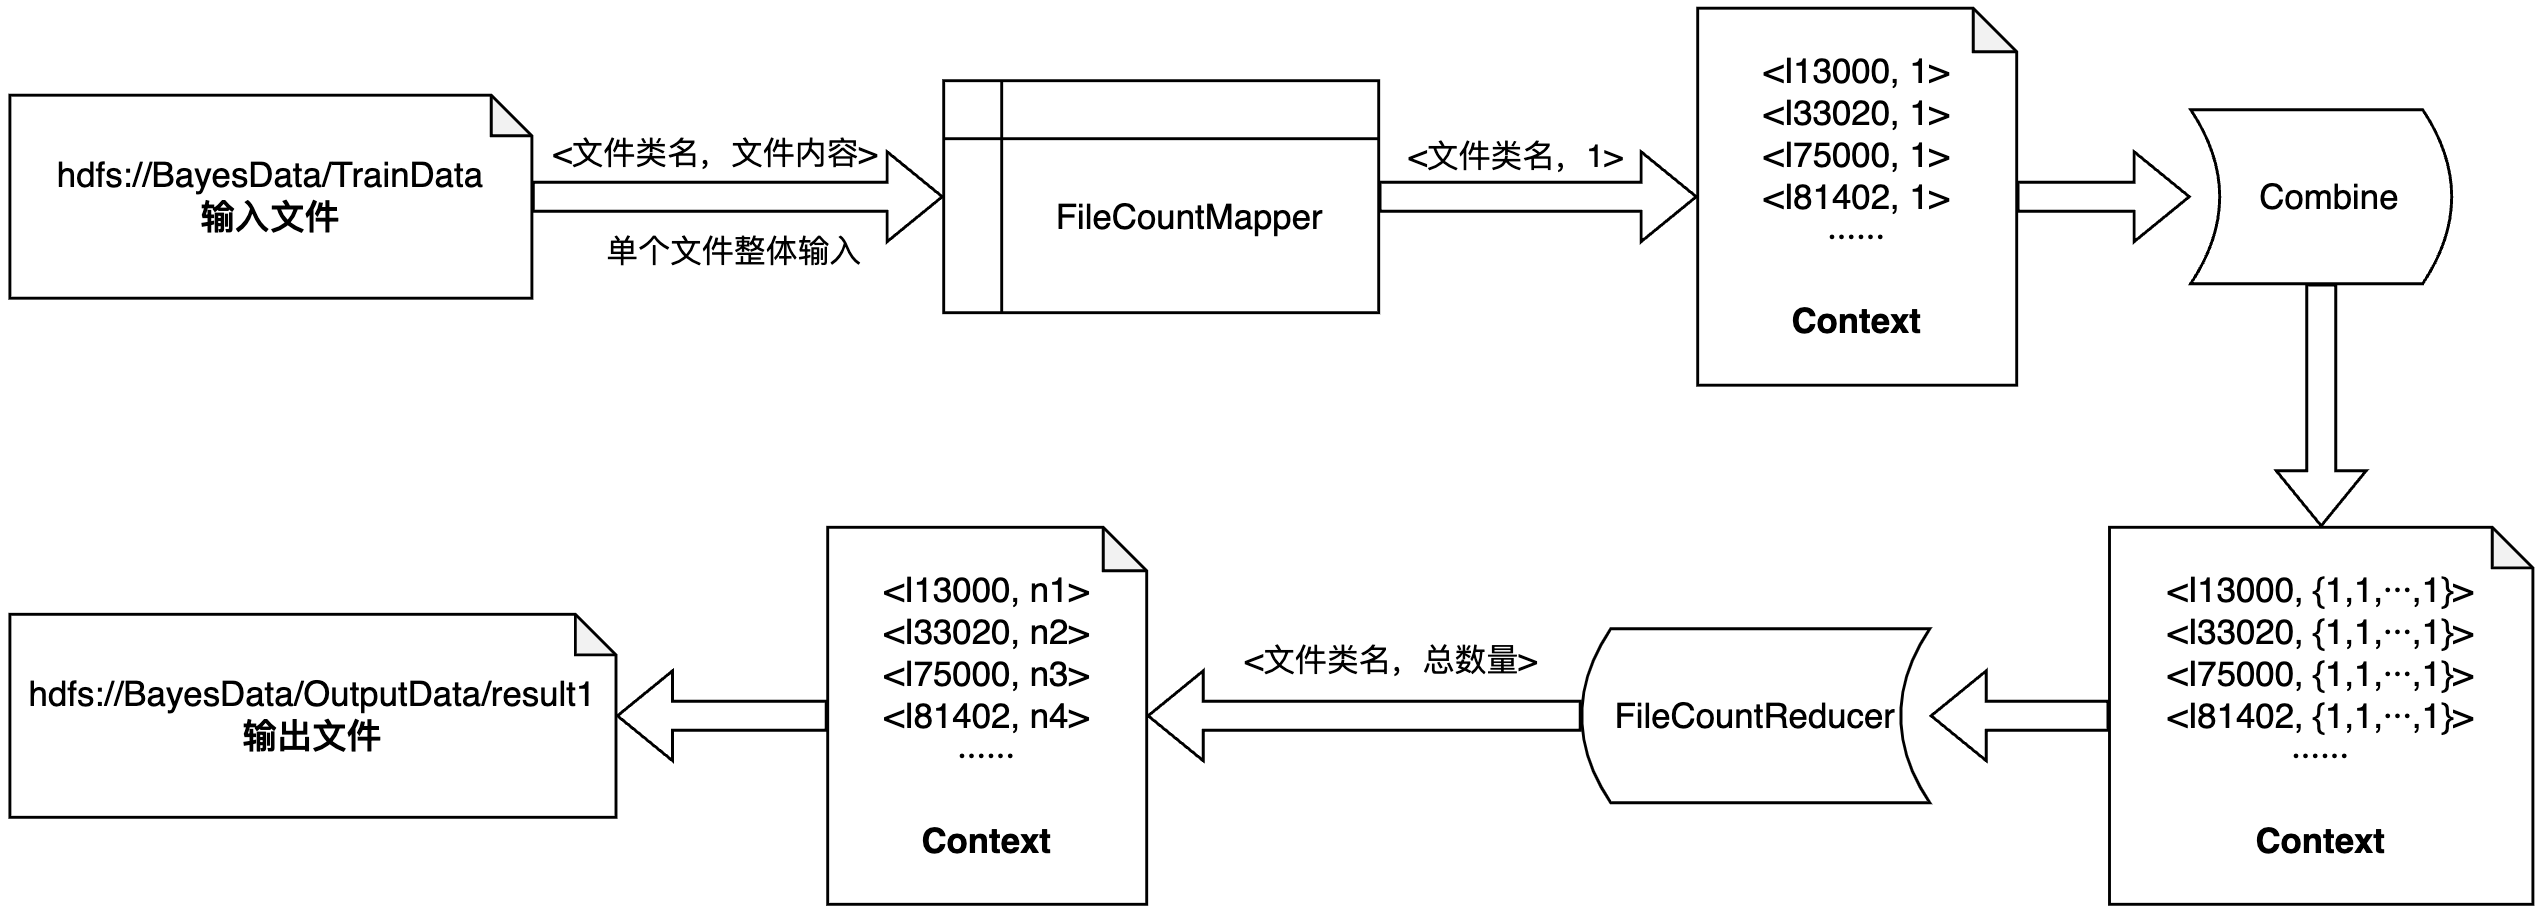 hdfs://BayesData/TrainData
输入文件
<文件类名，文件内容>
单个文件整体输入
FileCountMapper
<文件类名，1>
<I13000, 1>
<I33020, 1>
<I75000, 1>
<I81402, 1>
······
Context
Combine
<I13000, {1,1,···,1}>
<I33020, {1,1,···,1}>
<I75000, {1,1,···,1}>
<I81402, {1,1,···,1}>
······
Context
FileCountReducer
<文件类名，总数量>
<I13000, n1>
<I33020, n2>
<I75000, n3>
<I81402, n4>
······
Context
hdfs://BayesData/OutputData/result1
输出文件